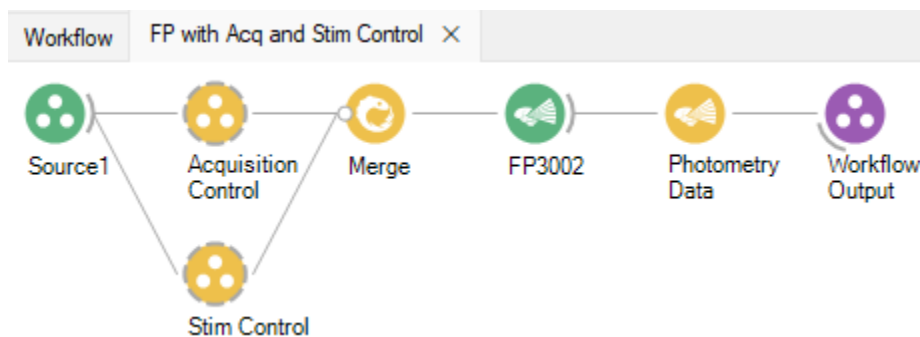 Workflow
FP with Acq and Stim Control
Source1
Acquisition
Control
Merge
FP3002
Photometry
Data
Workflow
Output
Stim Control